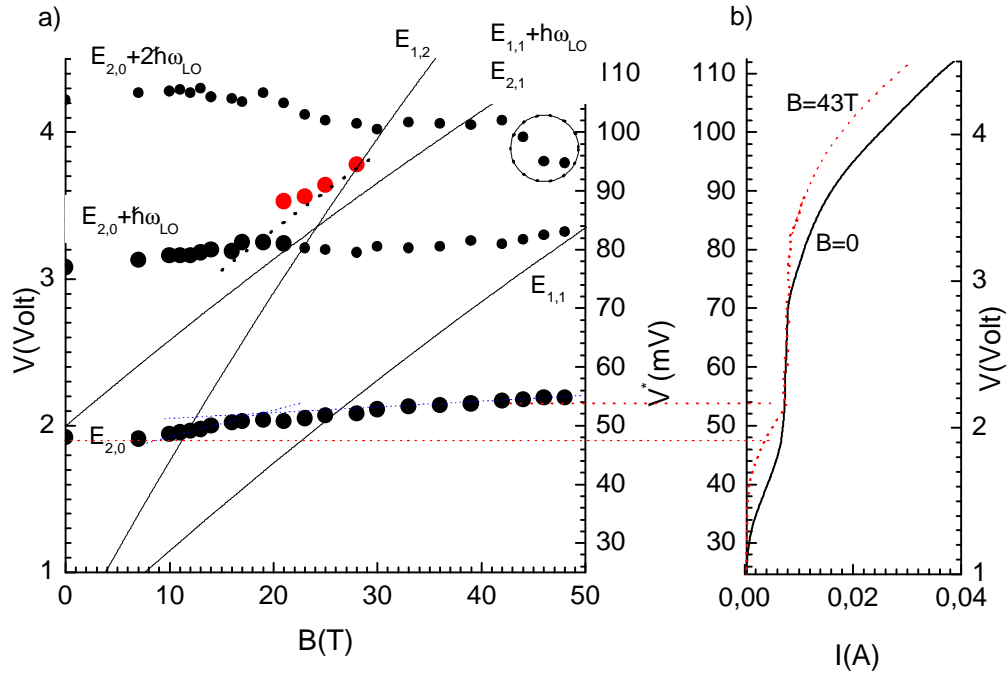 a)
b)
E2,0+2ħωLO
E1,2
E1,1+hωLO
E2,1
E2,0+ħωLO
E1,1
E2,0
V(Volt)
4
3
2
1
0
10
20
30
40
50
B(T)
V*(mV)
110
100
90
80
70
60
50
40
30
B=43T
B=0
110
100
90
80
70
60
50
40
30
V(Volt)
4
3
2
1
0,00
0,02
0,04
I(A)